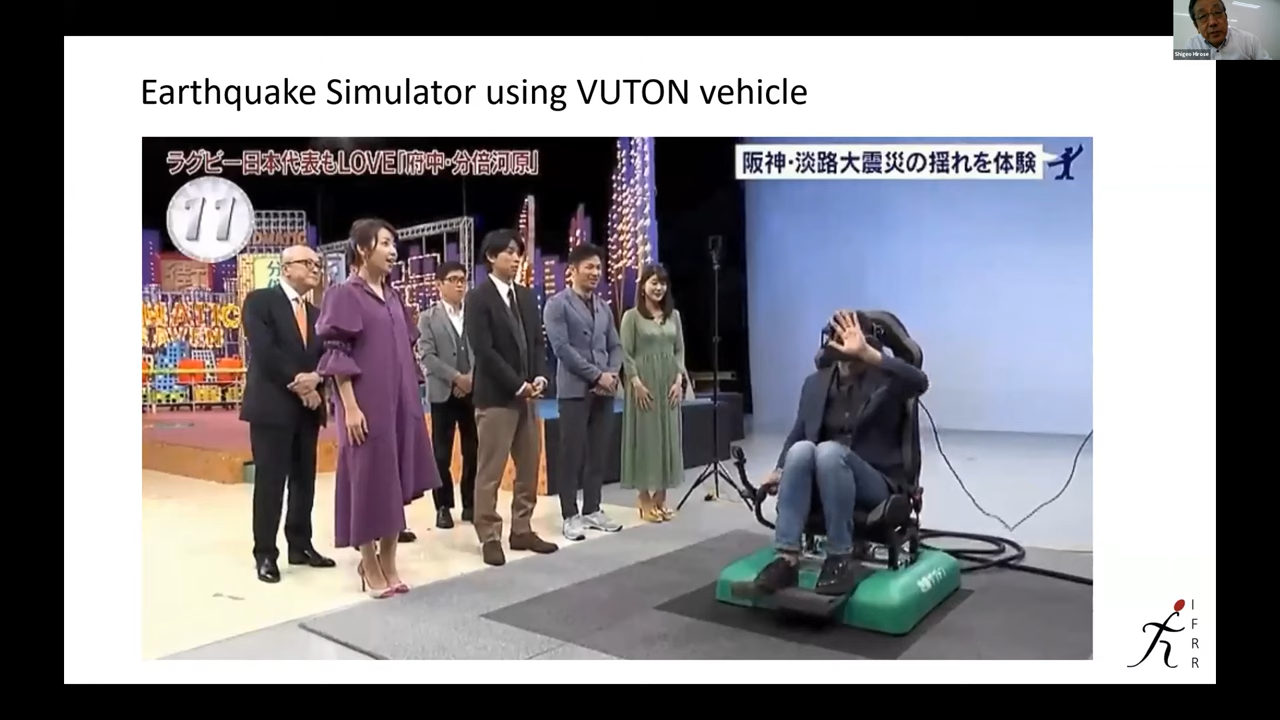 Shigeo Hirose
Earthquake Simulator using VUTON vehicle
ラグビー日本代表もLOVE「府中・分倍河原」
阪神・淡路大震災の揺れを体験
11
I
F
R
R